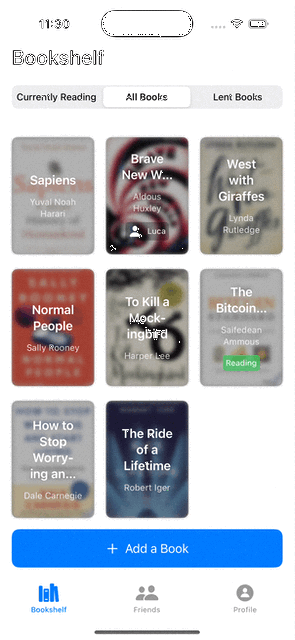 11:30
Bookshelf
Currently Reading
All Books
Lent Books
Sapiens
Yuval Noah
Harari
Brave
New W...
Aldous
Huxley
Luca
West
with
Giraffes
Lynda
Rutledge
Normal
People
Sally Rooney
To Kill a
Mock-
ingbird
Harper Lee
The
Bitcoin...
Saifedean
Ammous
Reading
How to
Stop
Worry-
ing an...
Dale Carnegie
The Ride
of a
Lifetime
Robert Iger
+ Add a Book
Bookshelf
Friends
Profile